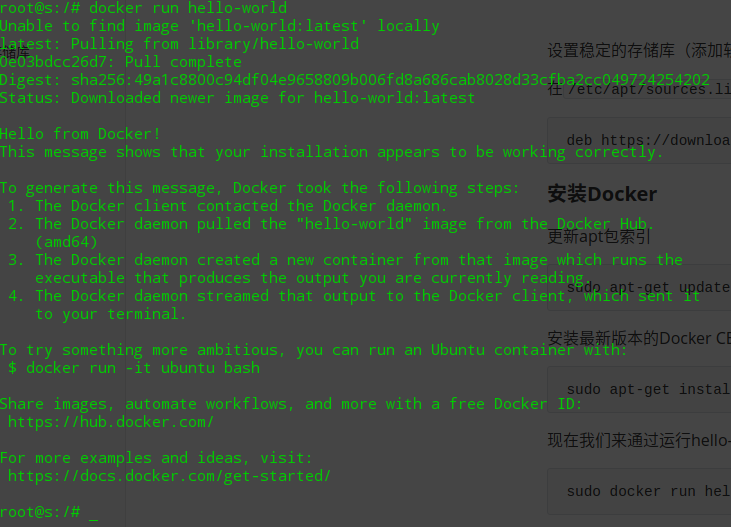 root@s:/# docker run hello-world
Unable to find image 'hello-world:latest' locally
latest: Pulling from library/hello-world
0e03bdcc26d7: Pull complete
Digest: sha256:49a1c8800c94df04e9658809b006fd8a686cab8028d33cfba2cc049724254202
Status: Downloaded newer image for hello-world:latest
Hello from Docker!
This message shows that your installation appears to be working correctly.
To generate this message, Docker took the following steps:
1. The Docker client contacted the Docker daemon.
2. The Docker daemon pulled the "hello-world" image from the Docker Hub.
(amd64)
3. The Docker daemon created a new container from that image which runs the
executable that produces the output you are currently reading.
4. The Docker daemon streamed that output to the Docker client, which sent it
to your terminal.
To try something more ambitious, you can run an Ubuntu container with:
$ docker run -it ubuntu bash
Share images, automate workflows, and more with a free Docker ID:
https://hub.docker.com/
For more examples and ideas, visit:
https://docs.docker.com/get-started/
root@s:/# _
储库
设置稳定的存储库（添加软
在 /etc/apt/sources.li
deb https://downloa
安装Docker
更新apt包索引
sudo apt-get update
安装最新版本的Docker CE
sudo apt-get instal
现在我们来通过运行hello-
sudo docker run hel